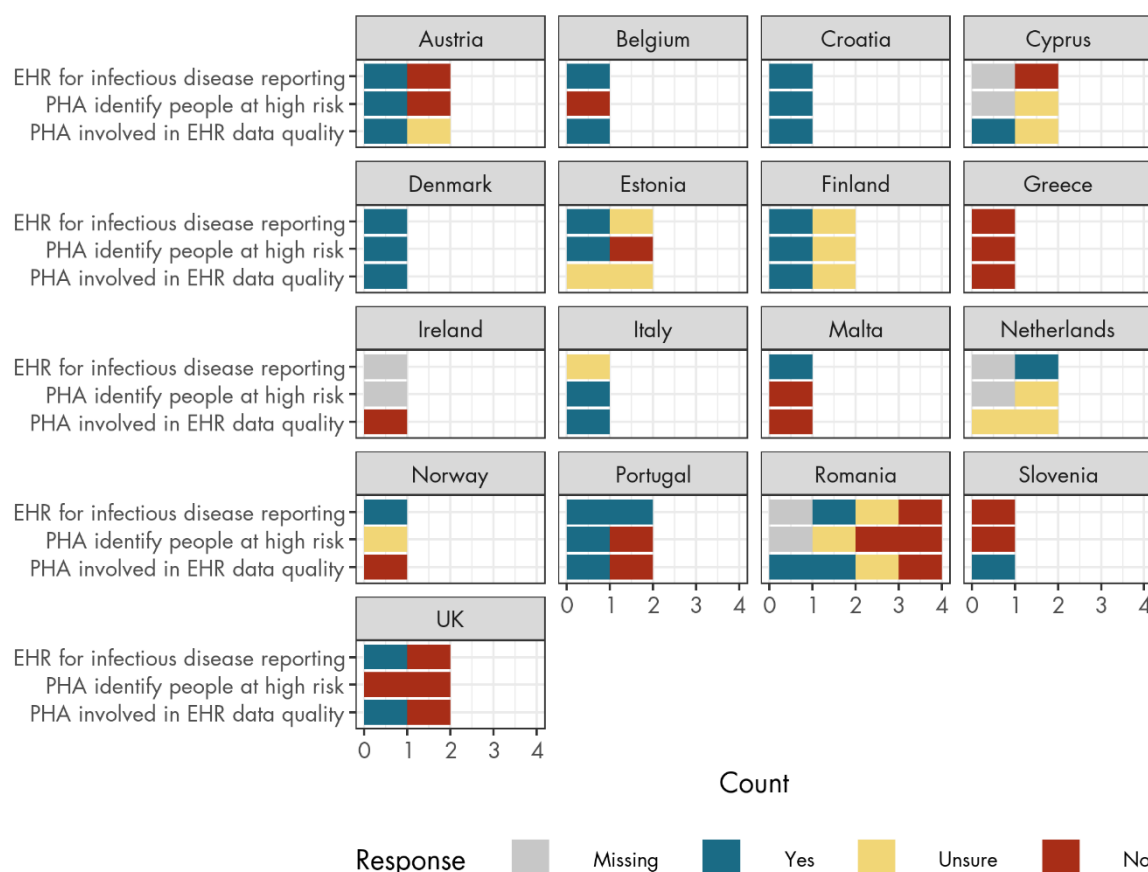 Austria Belgium Croatia Cyprus
EHR for infectious disease reporting
PHA identify people at high risk
PHA involved in EHR data quality
Denmark Estonia Finland Greece
EHR for infectious disease reporting
PHA identify people at high risk
PHA involved in EHR data quality
Ireland Italy Malta Netherlands
EHR for infectious disease reporting
PHA identify people at high risk
PHA involved in EHR data quality
Norway Portugal Romania Slovenia
EHR for infectious disease reporting
PHA identify people at high risk
PHA involved in EHR data quality
0 1 2 3 4 0 1 2 3 4 0 1 2 3 4
UK
EHR for infectious disease reporting
PHA identify people at high risk
PHA involved in EHR data quality
0 1 2 3 4
Count
Response Missing Yes Unsure No